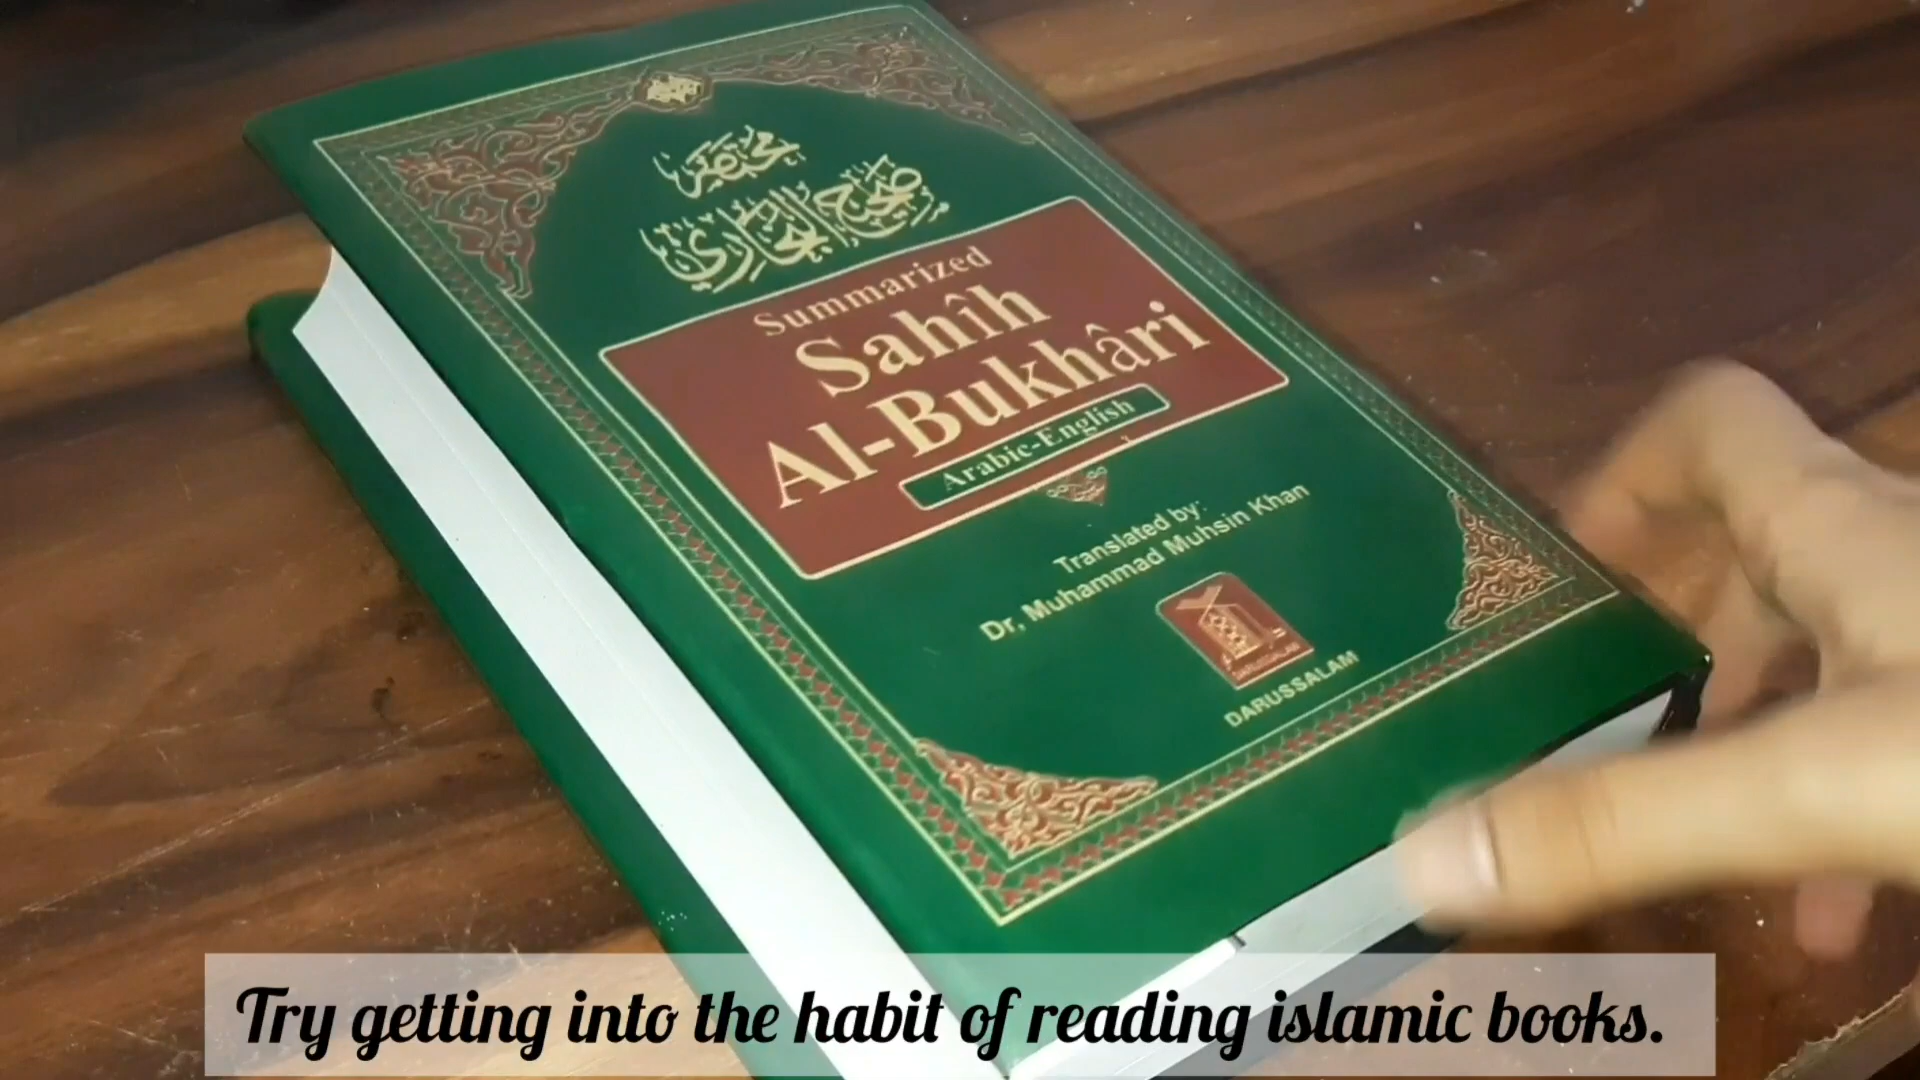 مختصر
صحيح البخاري
Summarized
Sahîh
Al-Bukhâri
Arabic-English
Translated by:
Dr. Muhammad Muhsin Khan
DARUSSALAM
DARUSSALAM
Try getting into the habit of reading islamic books.